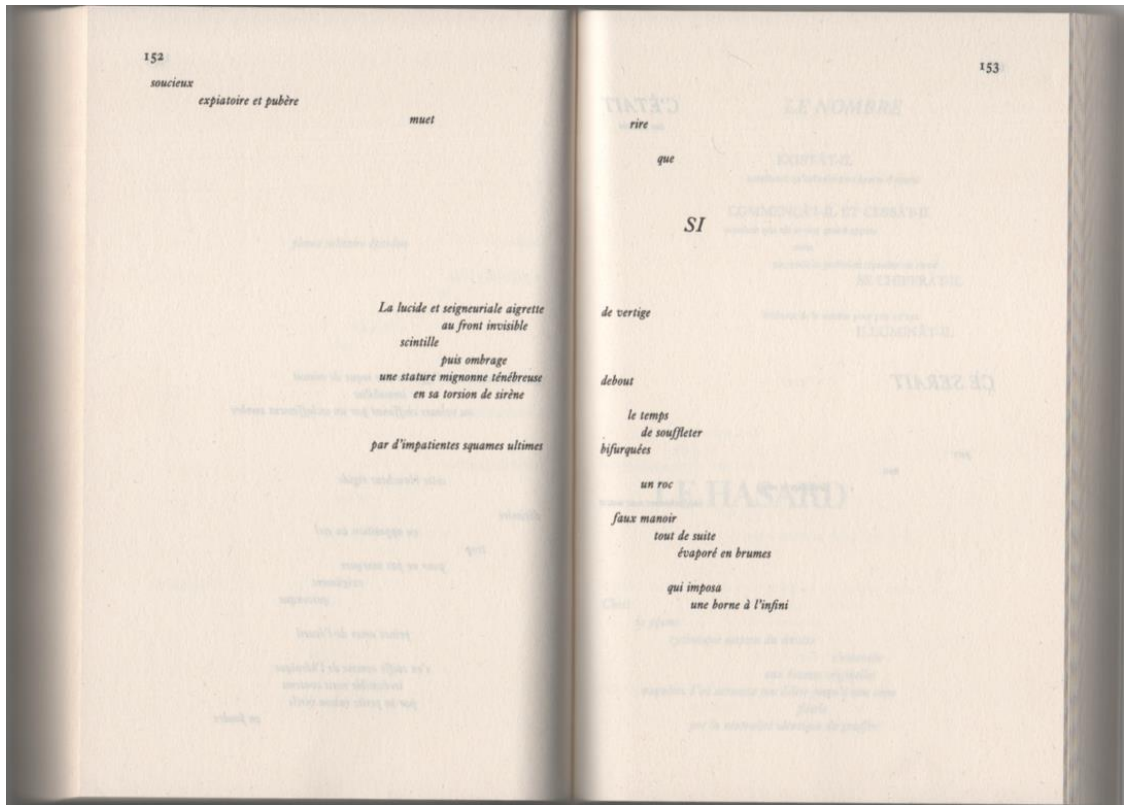 152
soucieux
expiatoire et pubère
muet
La lucide et seigneuriale aigrette
au front invisible
scintille
puis ombrage
une stature mignonne ténébreuse
en sa torsion de sirène
par d'impatientes squames ultimes
153
rire
que
SI
de vertige
debout
le temps
de souffleter
bifurquées
un roc
faux manoir
tout de suite
évaporé en brumes
qui imposa
une borne à l'infini